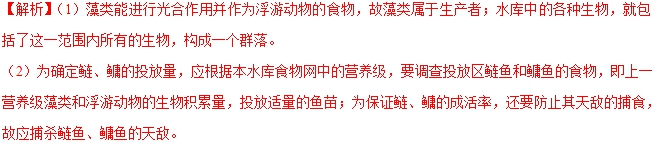 【解析】（1）藻类能进行光合作用并作为浮游动物的食物，故藻类属于生产者；水库中的各种生物，就包
括了这一范围内所有的生物，构成一个群落。
（2）为确定鲢、鳙的投放量，应根据本水库食物网中的营养级，要调查投放区鲢鱼和鳙鱼的食物，即上一
营养级藻类和浮游动物的生物积累量，投放适量的鱼苗；为保证鲢、鳙的成活率，还要防止其天敌的捕食，
故应捕杀鲢鱼、鳙鱼的天敌。